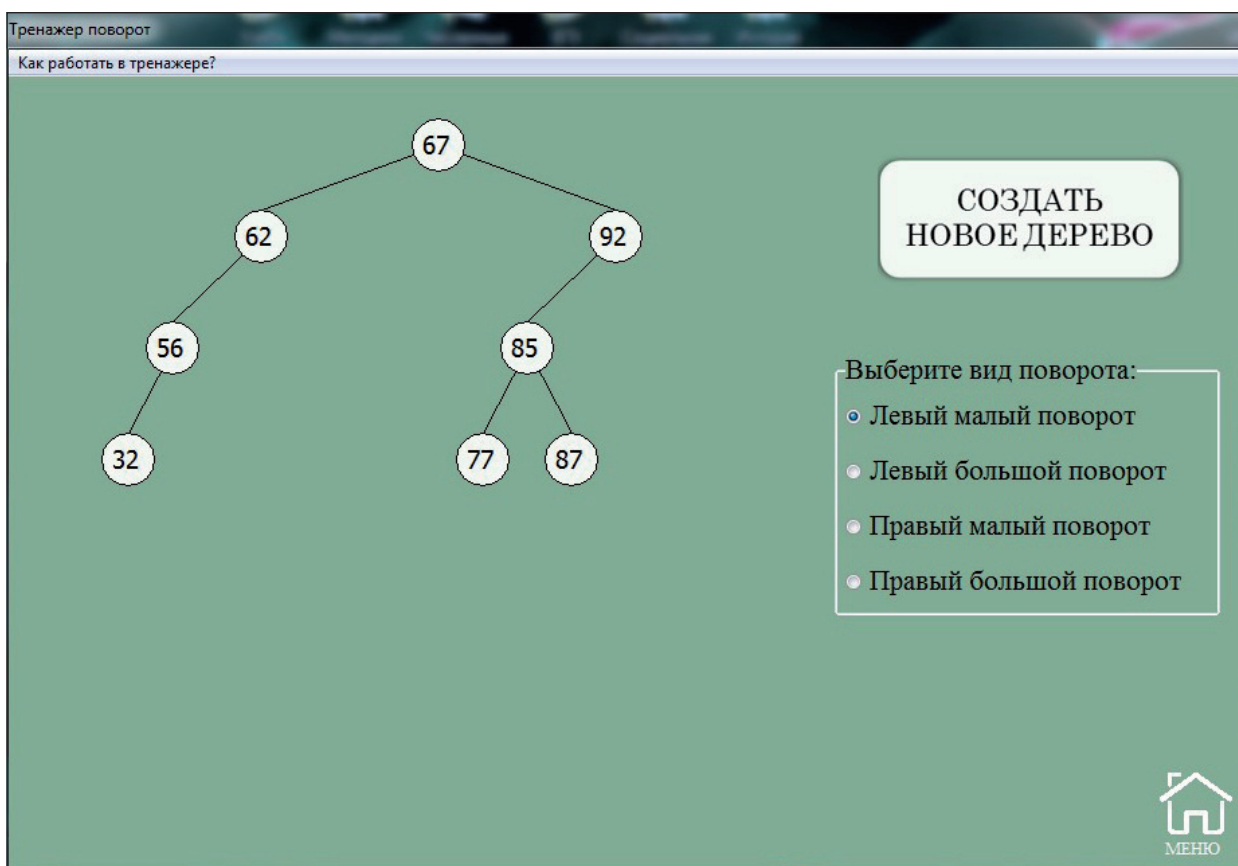 Тренажер поворот
Как работать в тренажере?
67
62
92
56
85
32
77
87
СОЗДАТЬ
НОВОЕ ДЕРЕВО
Выберите вид поворота:
Левый малый поворот
Левый большой поворот
Правый малый поворот
Правый большой поворот
МЕНЮ